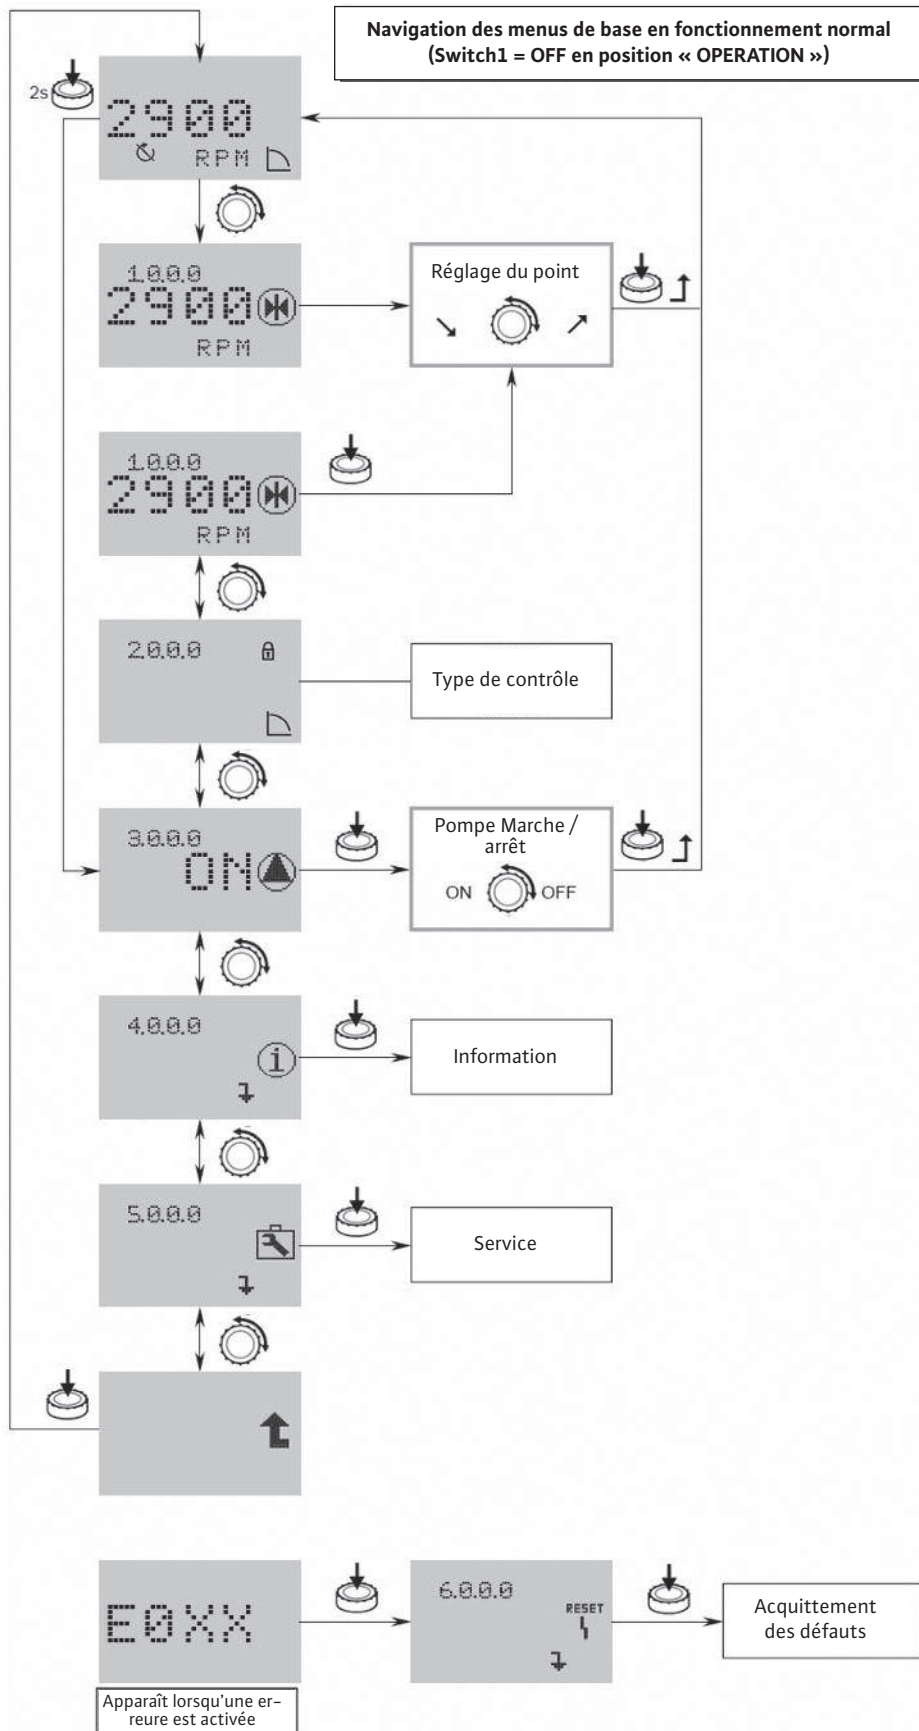 Navigation des menus de base en fonctionnement normal
(Switch1 = OFF en position « OPERATION »)
2s
2900
RPM
1.0.0.0
2900
RPM
Réglage du point
1.0.0.0
2900
RPM
2.0.0.0
Type de contrôle
3.0.0.0
ON
Pompe Marche /
arrêt
ON OFF
4.0.0.0
i
Information
5.0.0.0
Service
E0XX
Apparaît lorsqu'une er-
reure est activée
6.0.0.0
RESET
Acquittement
des défauts